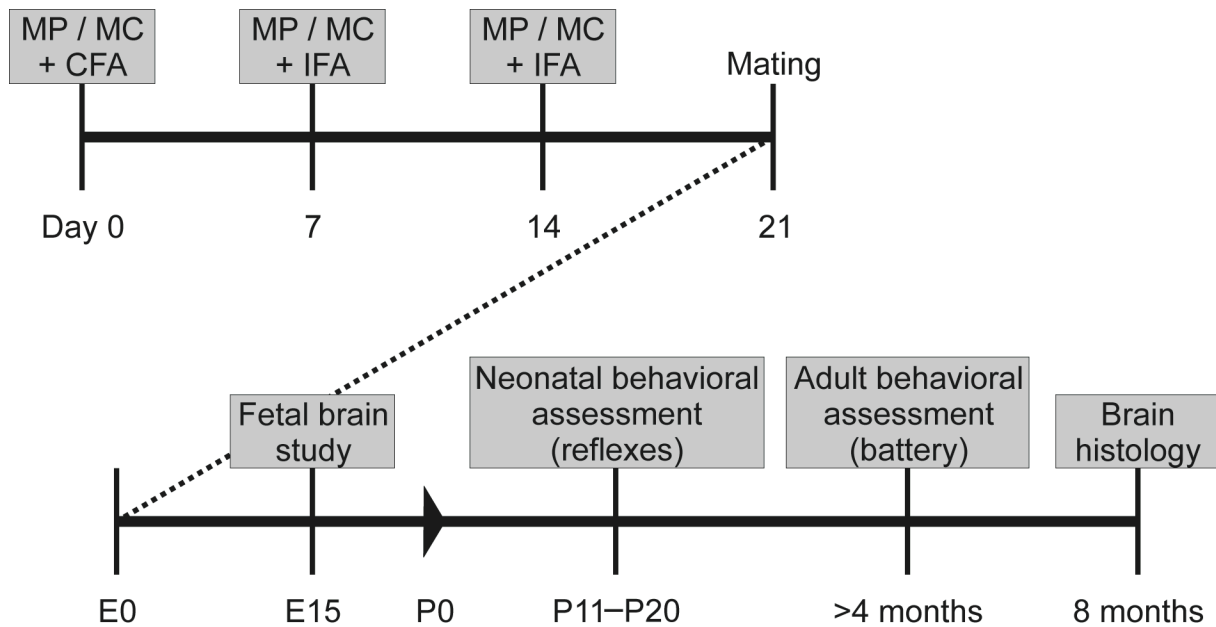 MP / MC
+ CFA
MP / MC
+ IFA
MP / MC
+ IFA
Mating
Day 0
7
14
21
Fetal brain
study
Neonatal behavioral
assessment
(reflexes)
Adult behavioral
assessment
(battery)
Brain
histology
E0
E15
P0
P11–P20
>4 months
8 months